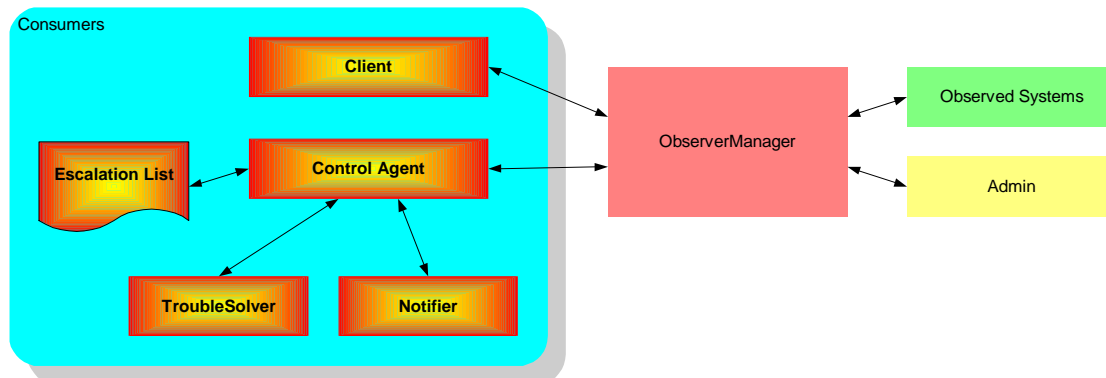 Consumers
Client
ObserverManager
Observed Systems
Escalation List
Control Agent
Admin
TroubleSolver
Notifier